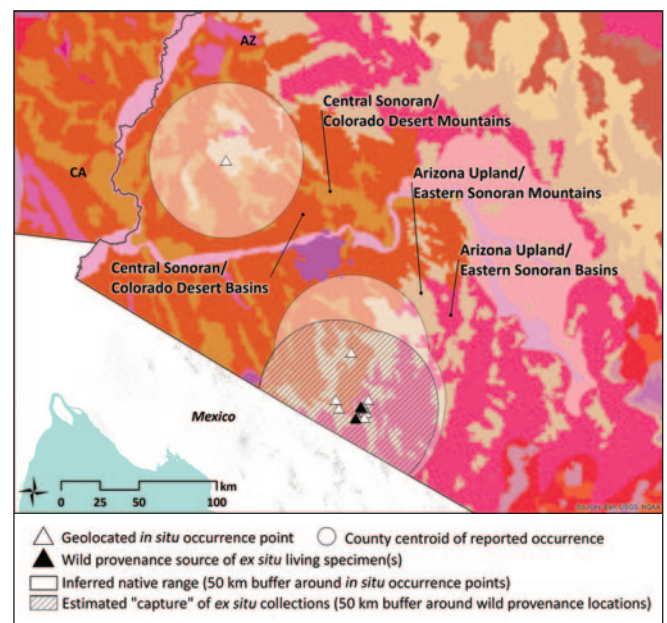 AZ
Central Sonoran/
Colorado Desert Mountains
CA
Arizona Upland/
Eastern Sonoran Mountains
Arizona Upland/
Eastern Sonoran Basins
Central Sonoran/
Colorado Desert Basins
Mexico
km
0 25 50 100
Sources: Esri, USGS, NOAA
Geolocated in situ occurrence point
County centroid of reported occurrence
Wild provenance source of ex situ living specimen(s)
Inferred native range (50 km buffer around in situ occurrence points)
Estimated "capture" of ex situ collections (50 km buffer around wild provenance locations)